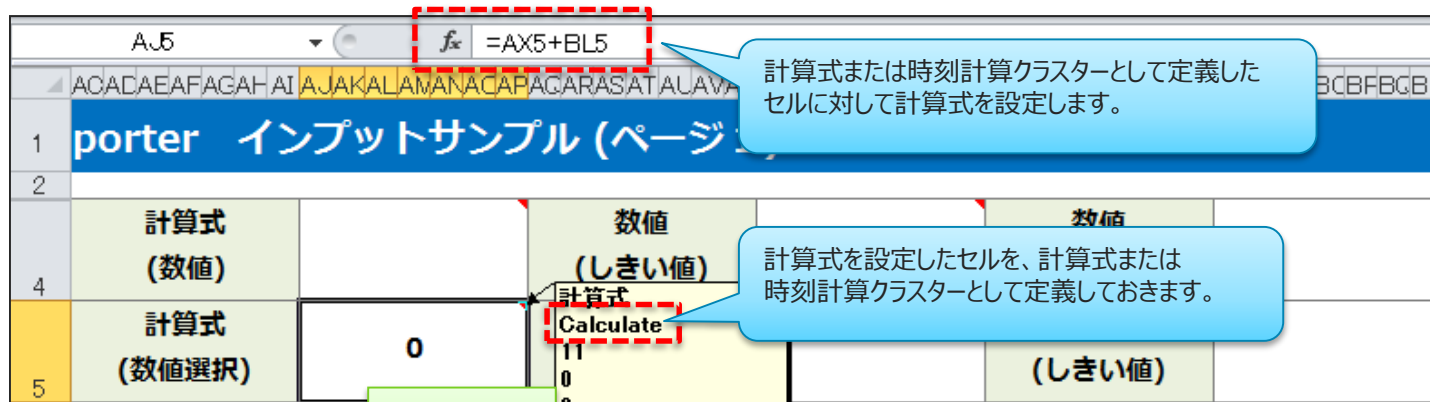 AJ5
fx
=AX5+BL5
計算式または時刻計算クラスターとして定義した
セルに対して計算式を設定します。
1
porter インプットサンプル (ページ
2
計算式
(数値)
数値
(しきい値)
数値
計算式を設定したセルを、計算式または
時刻計算クラスターとして定義しておきます。
4
計算式
(数値選択)
0
計算式
Calculate
11
0
(しきい値)
5